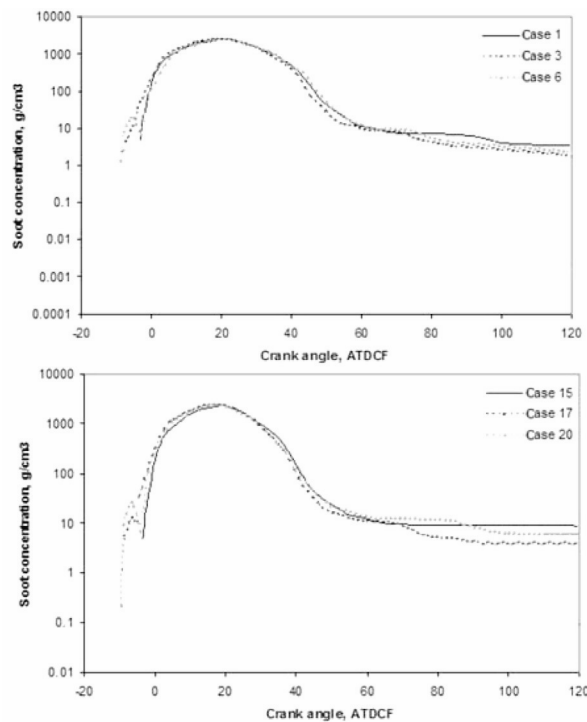 10000
1000
100
10
1
0.1
0.01
0.001
0.0001
Soot concentration, g/cm3
Case 1
Case 3
Case 6
-20 0 20 40 60 80 100 120
Crank angle, ATDCF
10000
1000
100
10
1
0.1
0.01
Soot concentration, g/cm3
Case 15
Case 17
Case 20
-20 0 20 40 60 80 100 120
Crank angle, ATDCF